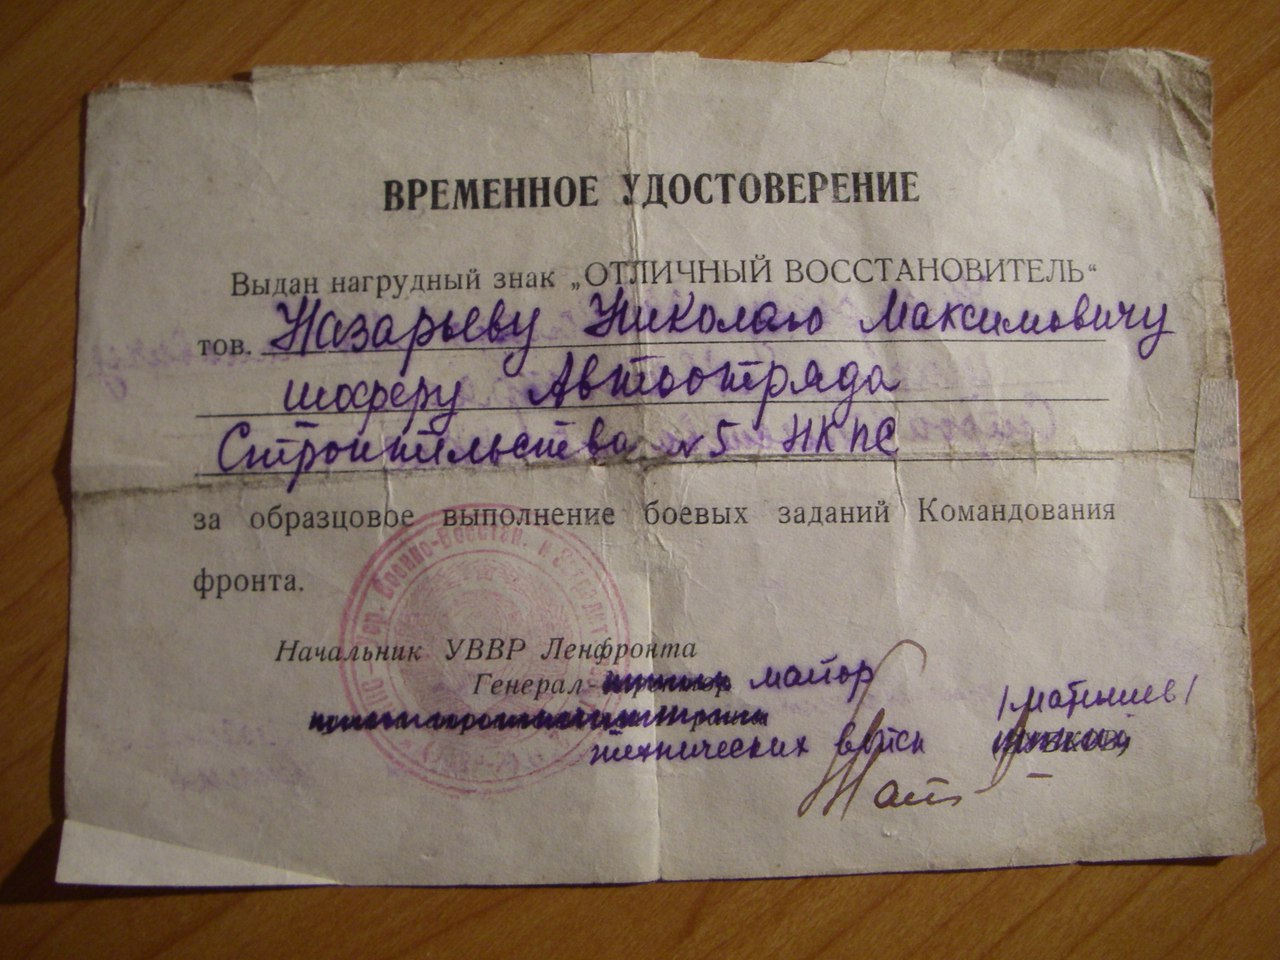 ВРЕМЕННОЕ УДОСТОВЕРЕНИЕ
Выдан нагрудный знак „ОТЛИЧНЫЙ ВОССТАНОВИТЕЛЬ“
тов. Назарьеву Николаю Максимовичу
шоферу Автоотряда
Строительства №5 НКПС
за образцовое выполнение боевых заданий Командования
фронта.
Начальник УВВР Ленфронта
Генерал- майор
технических войск /Матишев/